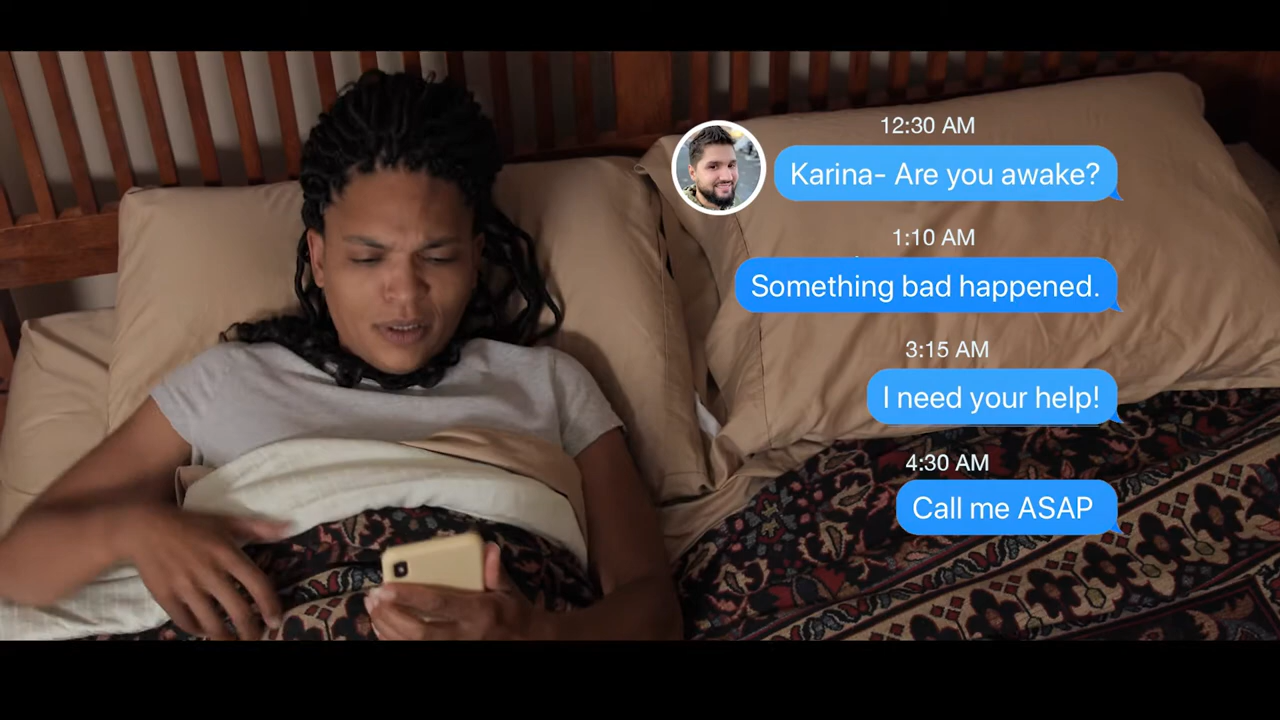 12:30 AM
Karina- Are you awake?
1:10 AM
Something bad happened.
3:15 AM
I need your help!
4:30 AM
Call me ASAP